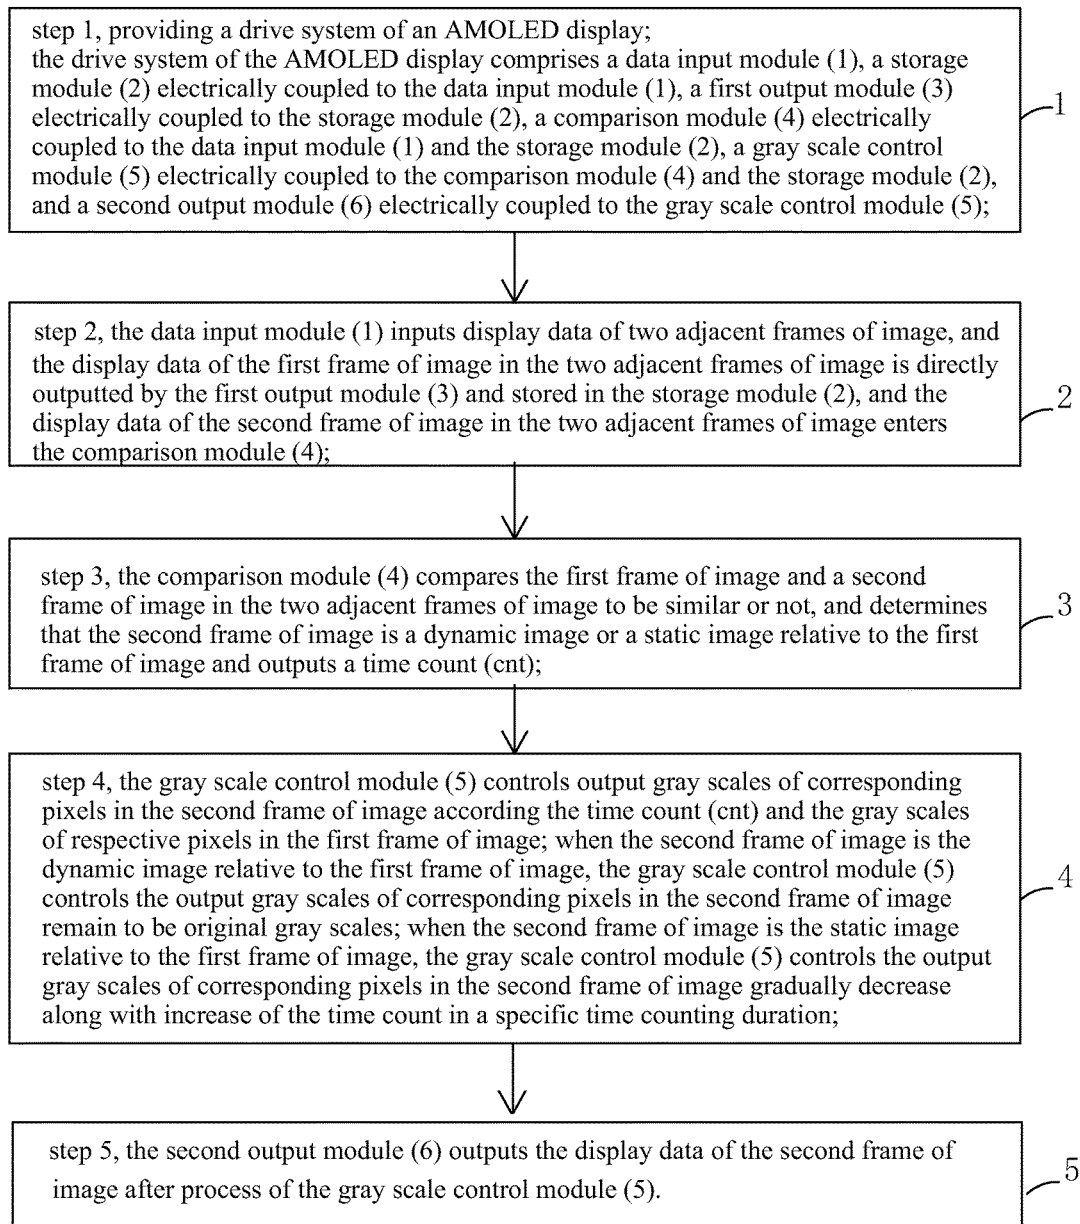 step 1, providing a drive system of an AMOLED display;
the drive system of the AMOLED display comprises a data input module (1), a storage
module (2) electrically coupled to the data input module (1), a first output module (3)
electrically coupled to the storage module (2), a comparison module (4) electrically
coupled to the data input module (1) and the storage module (2), a gray scale control
module (5) electrically coupled to the comparison module (4) and the storage module (2),
and a second output module (6) electrically coupled to the gray scale control module (5);
1
step 2, the data input module (1) inputs display data of two adjacent frames of image, and
the display data of the first frame of image in the two adjacent frames of image is directly
outputted by the first output module (3) and stored in the storage module (2), and the
display data of the second frame of image in the two adjacent frames of image enters
the comparison module (4);
2
step 3, the comparison module (4) compares the first frame of image and a second
frame of image in the two adjacent frames of image to be similar or not, and determines
that the second frame of image is a dynamic image or a static image relative to the first
frame of image and outputs a time count (cnt);
3
step 4, the gray scale control module (5) controls output gray scales of corresponding
pixels in the second frame of image according the time count (cnt) and the gray scales
of respective pixels in the first frame of image; when the second frame of image is the
dynamic image relative to the first frame of image, the gray scale control module (5)
controls the output gray scales of corresponding pixels in the second frame of image
remain to be original gray scales; when the second frame of image is the static image
relative to the first frame of image, the gray scale control module (5) controls the output
gray scales of corresponding pixels in the second frame of image gradually decrease
along with increase of the time count in a specific time counting duration;
4
step 5, the second output module (6) outputs the display data of the second frame of
image after process of the gray scale control module (5).
5